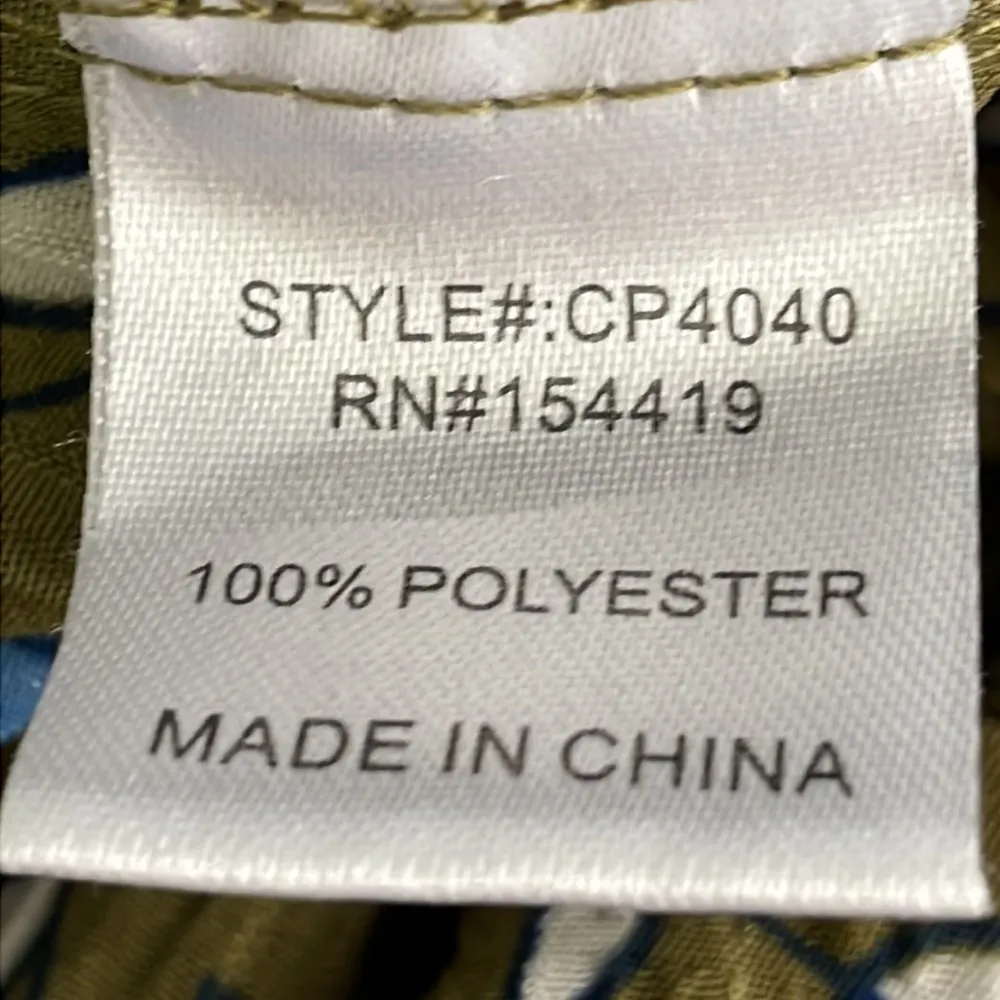 STYLE#:CP4040
RN#154419
100% POLYESTER
MADE IN CHINA